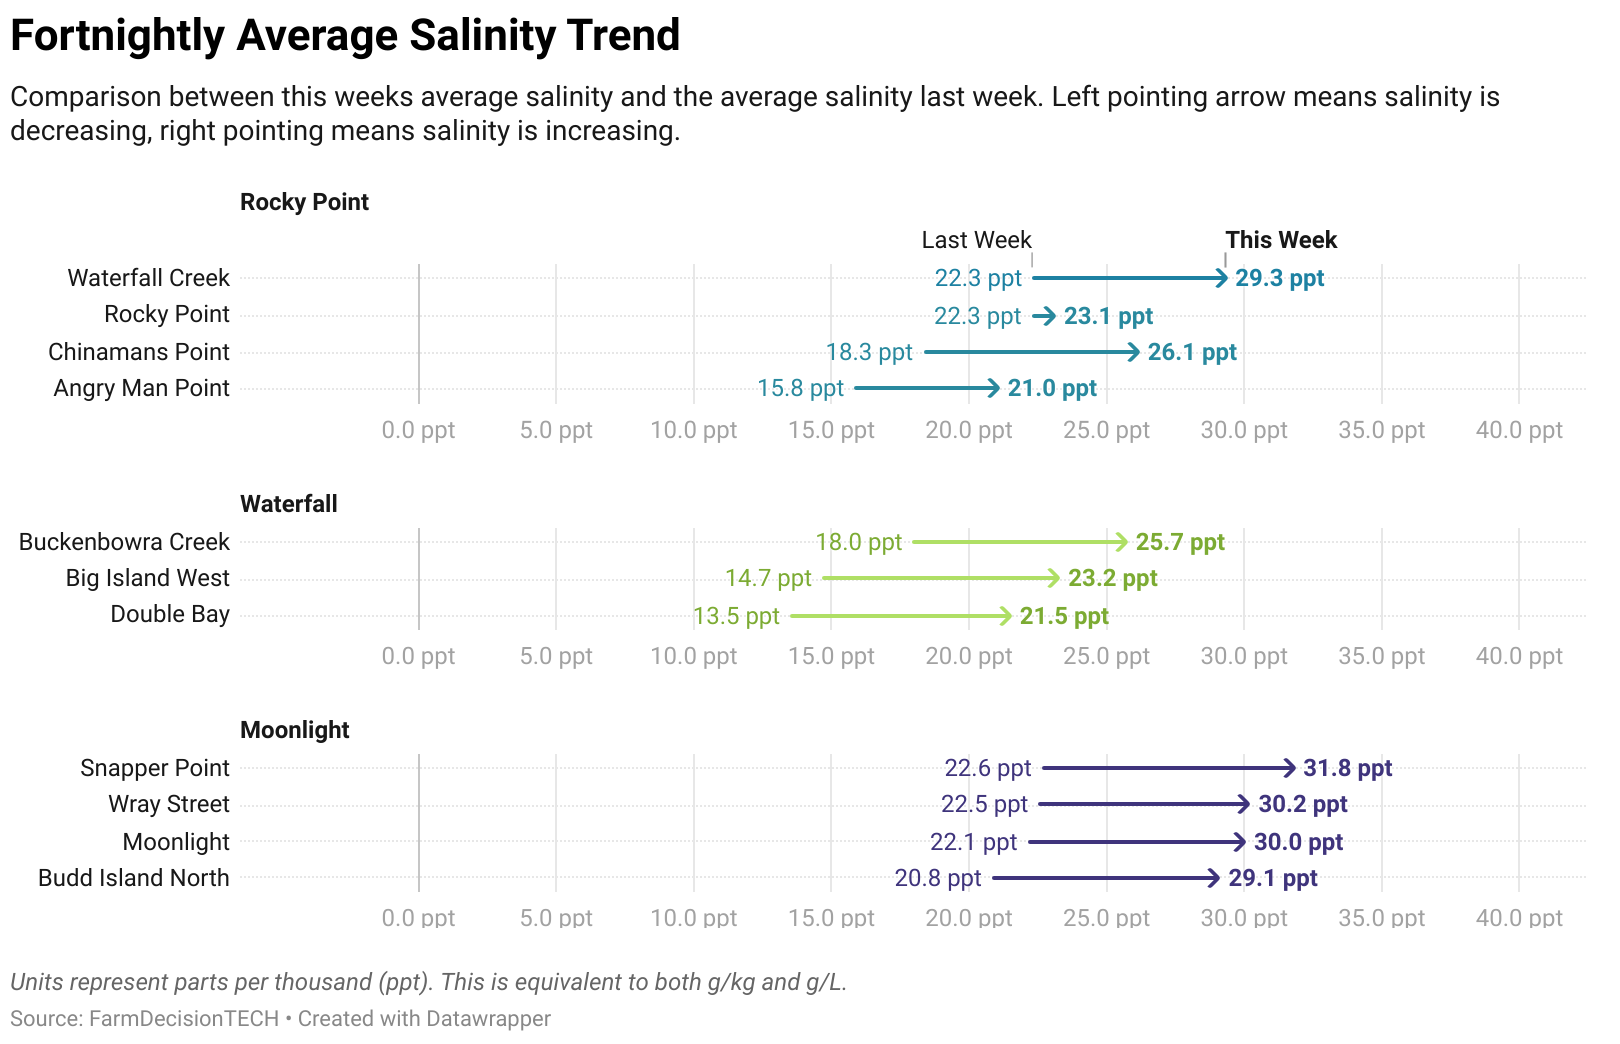 Fortnightly Average Salinity Trend
Comparison between this weeks average salinity and the average salinity last week. Left pointing arrow means salinity is
decreasing, right pointing means salinity is increasing.
Rocky Point
Last Week This Week
Waterfall Creek 22.3 ppt 29.3 ppt
Rocky Point 22.3 ppt 23.1 ppt
Chinamans Point 18.3 ppt 26.1 ppt
Angry Man Point 15.8 ppt 21.0 ppt
0.0 ppt 5.0 ppt 10.0 ppt 15.0 ppt 20.0 ppt 25.0 ppt 30.0 ppt 35.0 ppt 40.0 ppt
Waterfall
Buckenbowra Creek 18.0 ppt 25.7 ppt
Big Island West 14.7 ppt 23.2 ppt
Double Bay 13.5 ppt 21.5 ppt
0.0 ppt 5.0 ppt 10.0 ppt 15.0 ppt 20.0 ppt 25.0 ppt 30.0 ppt 35.0 ppt 40.0 ppt
Moonlight
Snapper Point 22.6 ppt 31.8 ppt
Wray Street 22.5 ppt 30.2 ppt
Moonlight 22.1 ppt 30.0 ppt
Budd Island North 20.8 ppt 29.1 ppt
0.0 ppt 5.0 ppt 10.0 ppt 15.0 ppt 20.0 ppt 25.0 ppt 30.0 ppt 35.0 ppt 40.0 ppt
Units represent parts per thousand (ppt). This is equivalent to both g/kg and g/L.
Source: FarmDecisionTECH • Created with Datawrapper